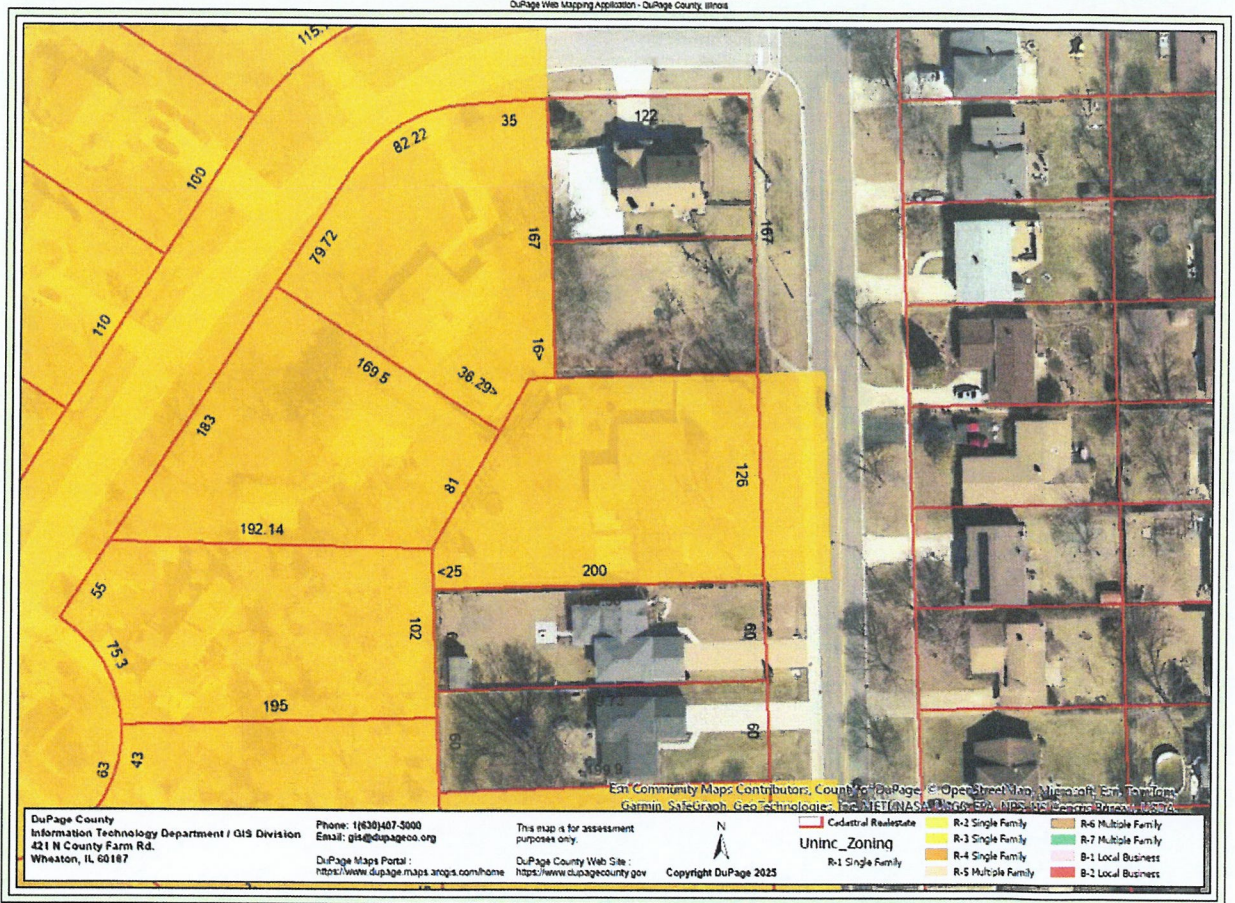 DuPage Web Mapping Application - DuPage County, Illinois
122
35
82.22
100
79.72
167
167
110
16>
169.5
36.29>
183
81
126
192.14
<25
200
55
102
60
75.3
195
60
60
199.9
63
43
Esri Community Maps Contributors, County of DuPage, © OpenStreetMap, Microsoft, Esri, TomTom,
Garmin, SafeGraph, GeoTechnologies, Inc, METI/NASA, USGS, EPA, NPS, US Census Bureau, USDA
DuPage County
Information Technology Department / GIS Division
421 N County Farm Rd.
Wheaton, IL 60187
Phone: 1(630)407-5000
Email: gis@dupageco.org
DuPage Maps Portal :
https://www.dupage.maps.arcgis.com/home
This map is for assessment
purposes only.
DuPage County Web Site :
https://www.dupagecounty.gov
N
Copyright DuPage 2025
Cadastral Realestate
Uninc_Zoning
R-1 Single Family
R-2 Single Family
R-3 Single Family
R-4 Single Family
R-5 Multiple Family
R-6 Multiple Family
R-7 Multiple Family
B-1 Local Business
B-2 Local Business